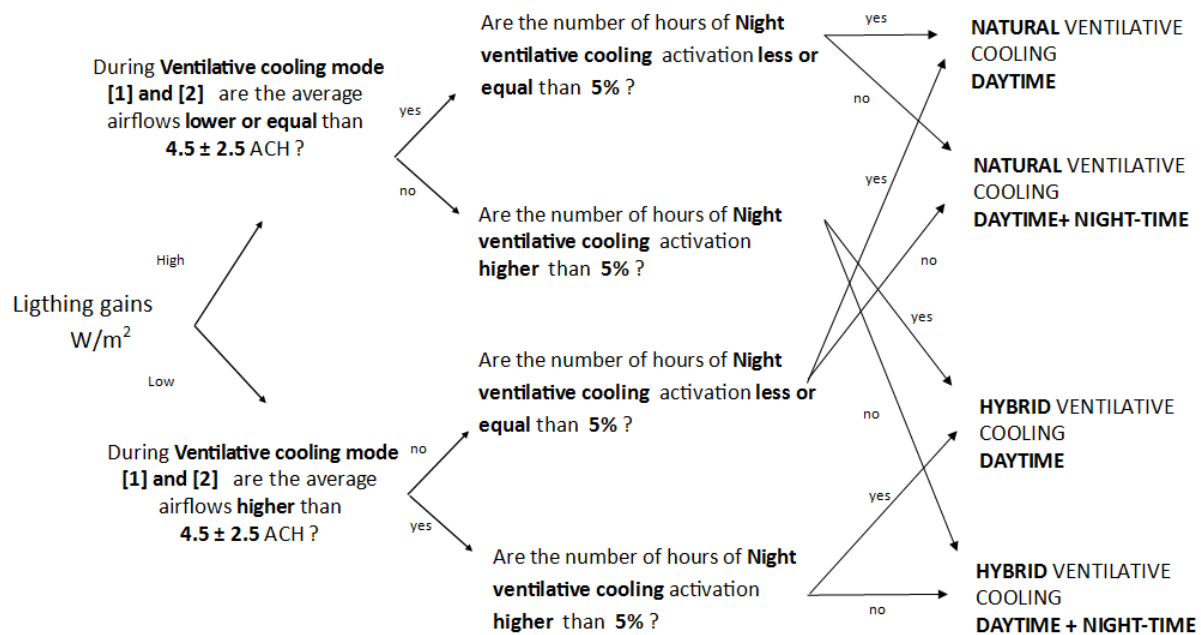 Are the number of hours of Night
ventilative cooling activation less or
equal than 5% ?
yes
no
NATURAL VENTILATIVE
COOLING
DAYTIME
During Ventilative cooling mode
[1] and [2] are the average
airflows lower or equal than
4.5 ± 2.5 ACH ?
yes
no
Are the number of hours of Night
ventilative cooling activation
higher than 5% ?
yes
no
NATURAL VENTILATIVE
COOLING
DAYTIME+ NIGHT-TIME
High
Ligthing gains
W/m²
Low
Are the number of hours of Night
ventilative cooling activation less or
equal than 5% ?
yes
no
HYBRID VENTILATIVE
COOLING
DAYTIME
During Ventilative cooling mode
[1] and [2] are the average
airflows higher than
4.5 ± 2.5 ACH ?
no
yes
Are the number of hours of Night
ventilative cooling activation
higher than 5% ?
yes
no
HYBRID VENTILATIVE
COOLING
DAYTIME + NIGHT-TIME